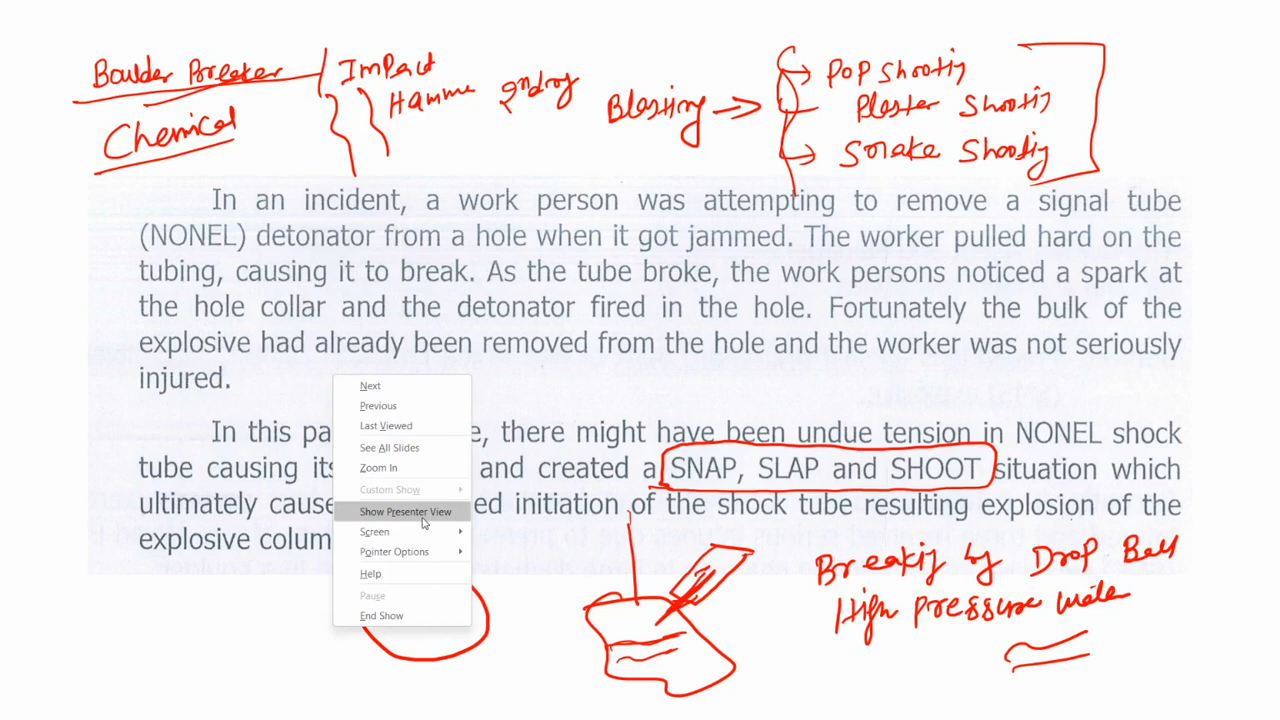 Boulder Breaker
Impact
Hamme 2ndry
Chemical
Blasting →
Pop Shooting
Plaster Shooting
Snake Shooting
In an incident, a work person was attempting to remove a signal tube
(NONEL) detonator from a hole when it got jammed. The worker pulled hard on the
tubing, causing it to break. As the tube broke, the work persons noticed a spark at
the hole collar and the detonator fired in the hole. Fortunately the bulk of the
explosive had already been removed from the hole and the worker was not seriously
injured.
In this pa e, there might have been undue tension in NONEL shock
tube causing its and created a SNAP, SLAP and SHOOT situation which
ultimately cause ed initiation of the shock tube resulting explosion of the
explosive colum
Next
Previous
Last Viewed
See All Slides
Zoom In
Custom Show
Show Presenter View
Screen
Pointer Options
Help
Pause
End Show
Breaking by Drop Ball
High Pressure water